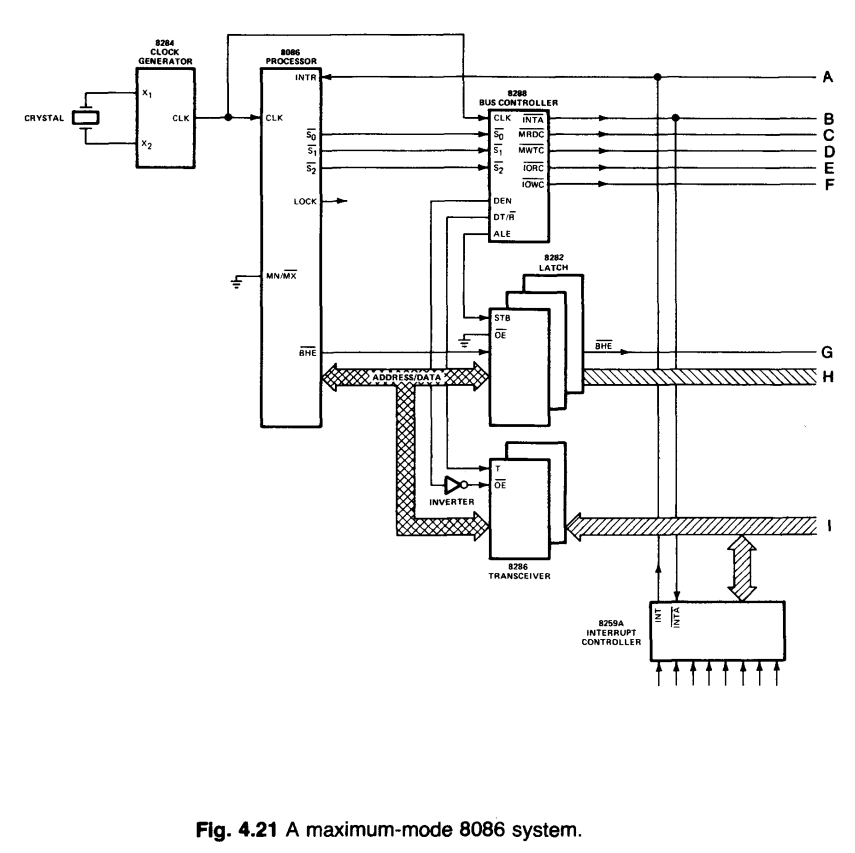 8284
CLOCK
GENERATOR
X1
X2
CLK
CRYSTAL
8086
PROCESSOR
INTR
CLK
S0
S1
S2
LOCK
MN/MX
BHE
ADDRESS/DATA
8288
BUS CONTROLLER
CLK
S0
S1
S2
INTA
MRDC
MWTC
IORC
IOWC
DEN
DT/R
ALE
8282
LATCH
STB
OE
BHE
T
OE
INVERTER
8286
TRANSCEIVER
8259A
INTERRUPT
CONTROLLER
INT
INTA
A
B
C
D
E
F
G
H
I
Fig. 4.21 A maximum-mode 8086 system.